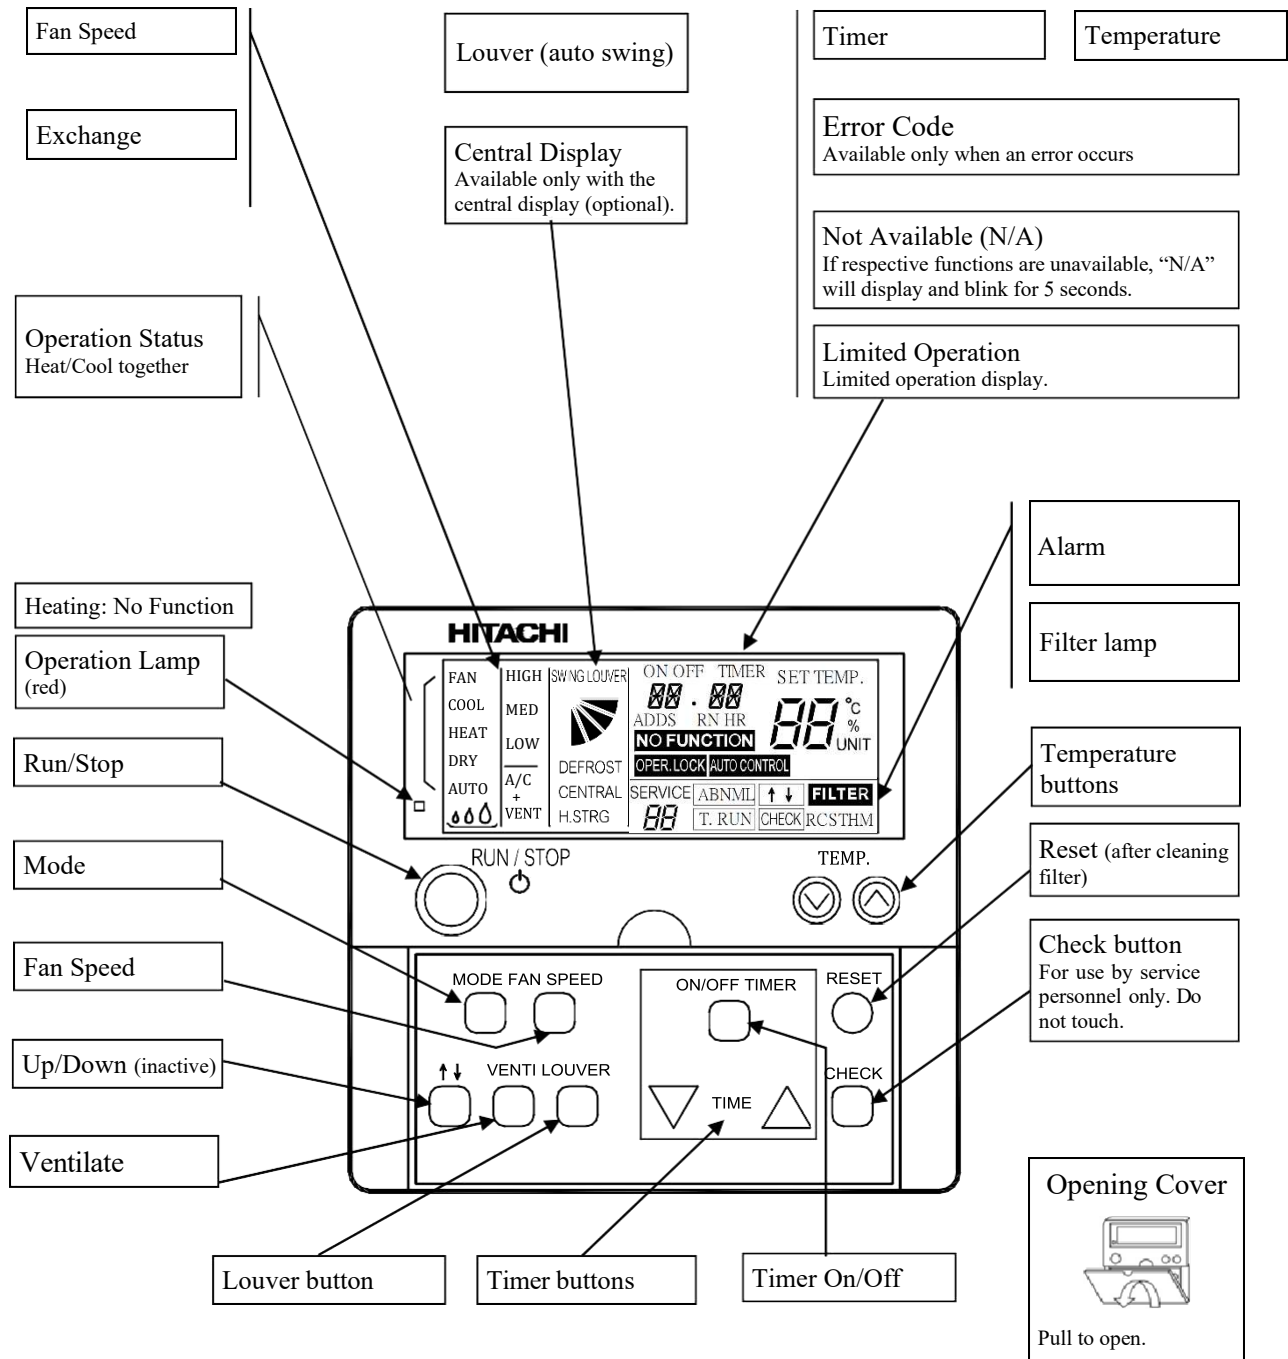 Fan Speed
Exchange
Louver (auto swing)
Central Display
Available only with the
central display (optional).
Timer
Temperature
Error Code
Available only when an error occurs
Not Available (N/A)
If respective functions are unavailable, “N/A”
will display and blink for 5 seconds.
Limited Operation
Limited operation display.
Operation Status
Heat/Cool together
Alarm
Filter lamp
Heating: No Function
Operation Lamp
(red)
Run/Stop
Mode
Fan Speed
Up/Down (inactive)
Ventilate
HITACHI
FAN
COOL
HEAT
DRY
AUTO
HIGH
MED
LOW
A/C
+
VENT
SWING LOUVER
DEFROST
CENTRAL
H.STRG
ON OFF TIMER
SET TEMP.
88 . 88
88
°C
%
UNIT
ADDS RN HR
NO FUNCTION
OPER. LOCK AUTO CONTROL
SERVICE ABNML ↑ ↓ FILTER
88 T. RUN CHECK RCSTHM
RUN / STOP
TEMP.
MODE FAN SPEED
ON/OFF TIMER
RESET
↑ ↓ VENTI LOUVER
TIME
CHECK
Temperature
buttons
Reset (after cleaning
filter)
Check button
For use by service
personnel only. Do
not touch.
Louver button
Timer buttons
Timer On/Off
Opening Cover
Pull to open.